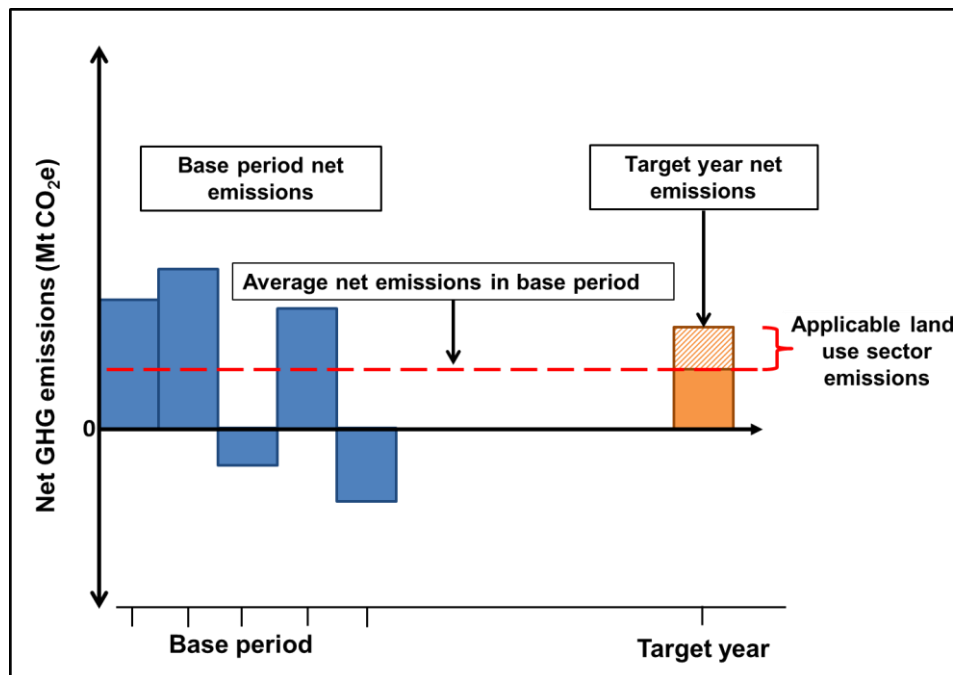 Net GHG emissions (Mt CO₂e)
Base period net
emissions
Target year net
emissions
Average net emissions in base period
Applicable land
use sector
emissions
0
Base period
Target year